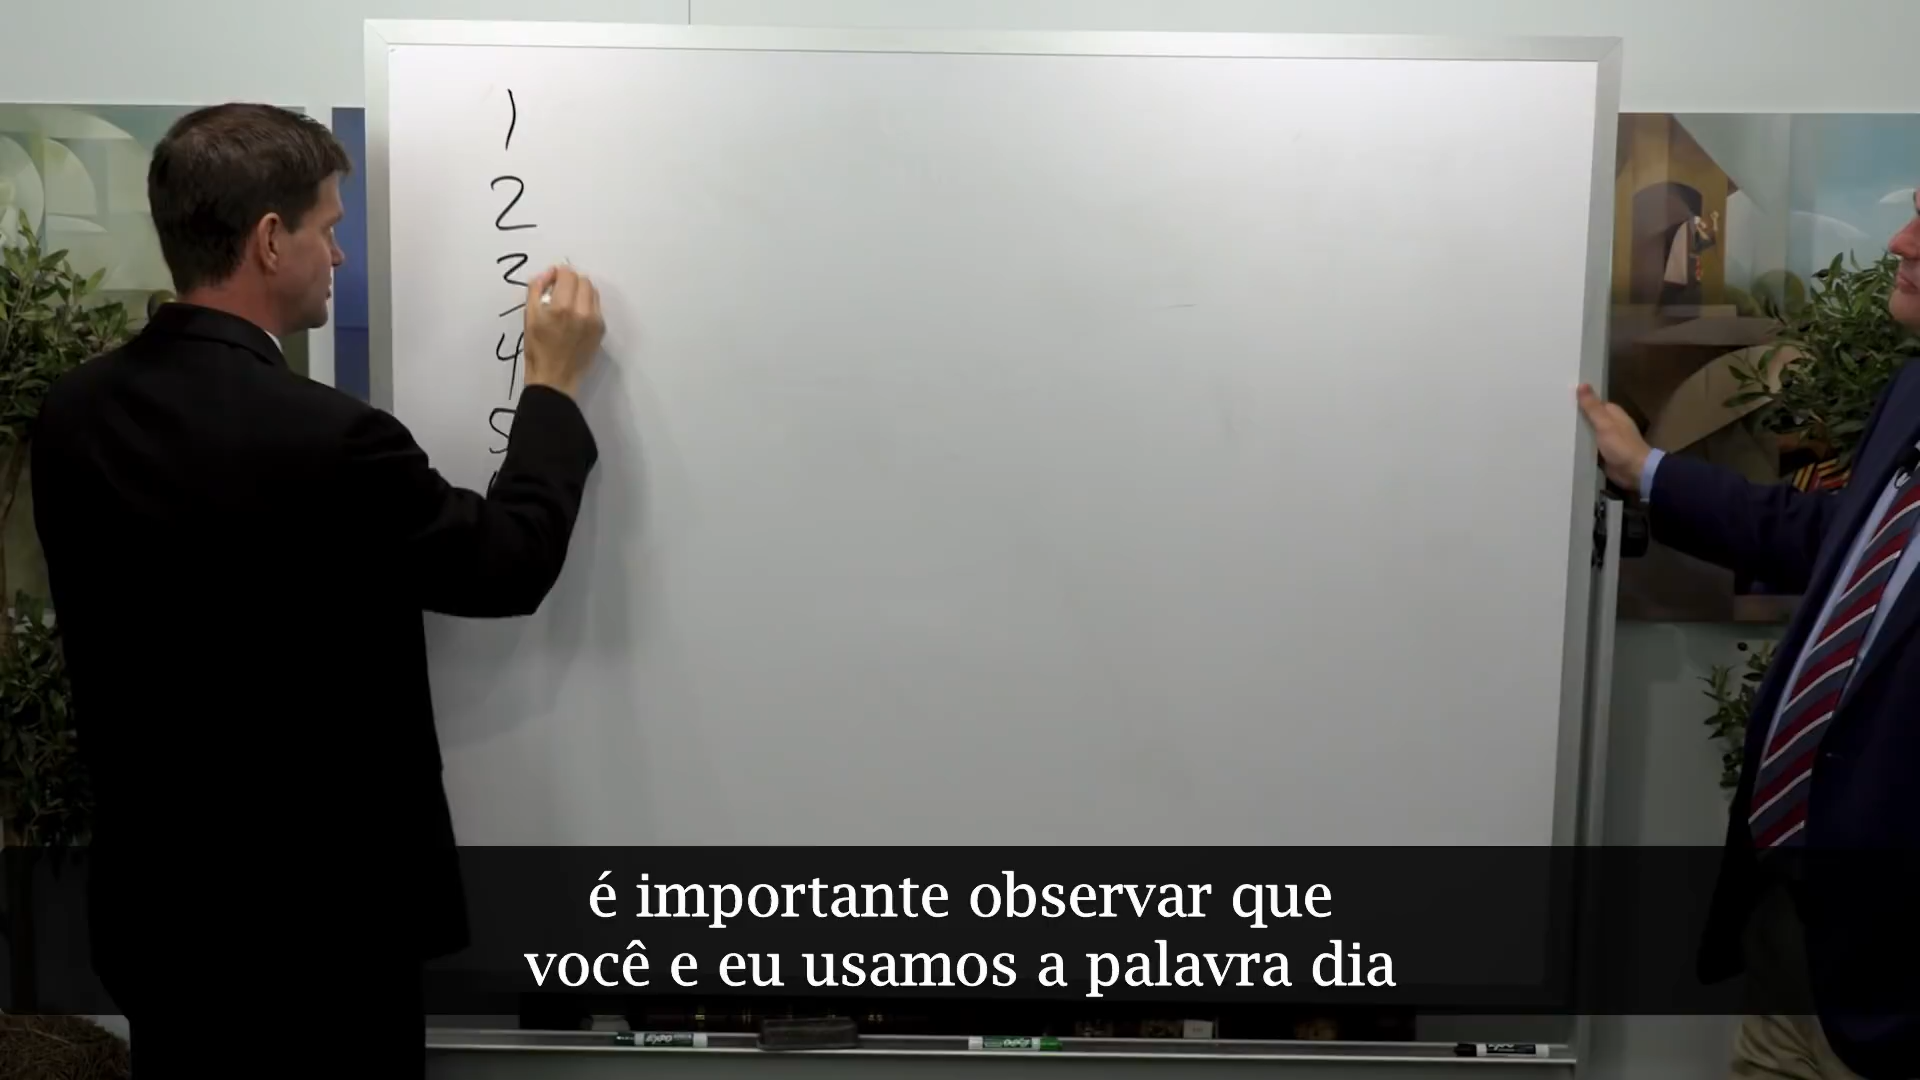 1
2
3
4
5
é importante observar que
você e eu usamos a palavra dia